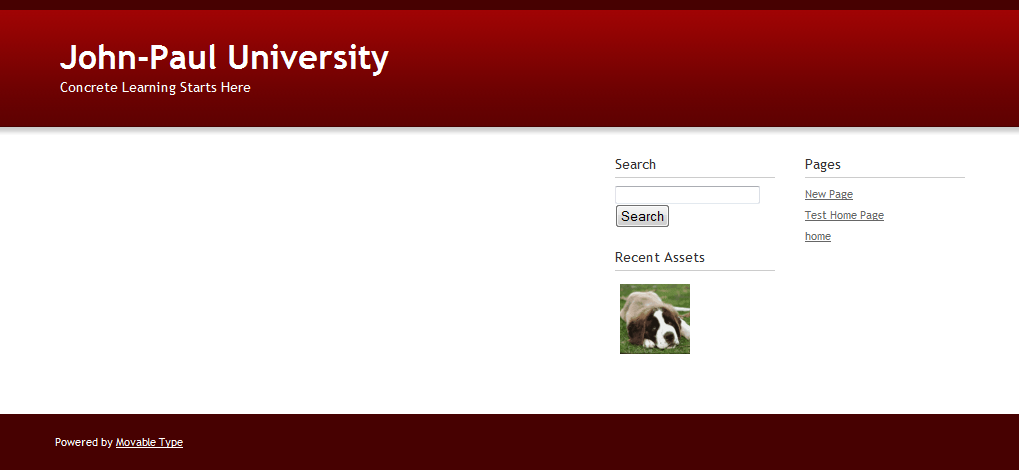 John-Paul University
Concrete Learning Starts Here
Search
Search
Recent Assets
Pages
New Page
Test Home Page
home
Powered by Movable Type